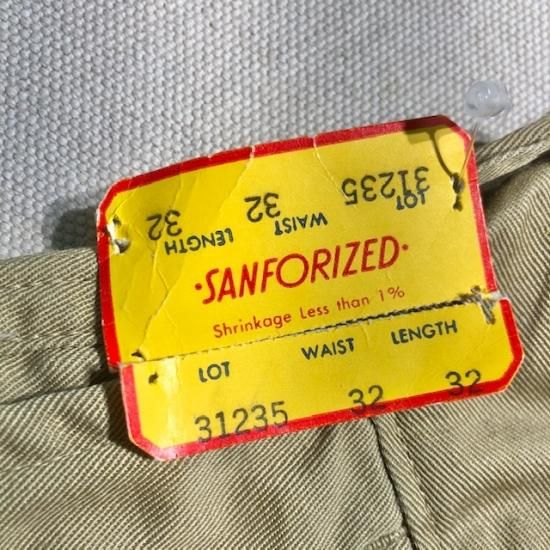 LOT WAIST LENGTH
31235 32 32
·SANFORIZED·
Shrinkage Less than 1%
LOT WAIST LENGTH
31235 32 32